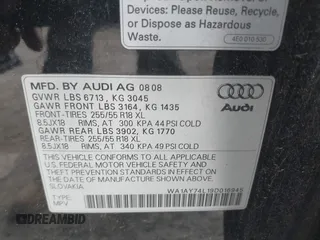 Devices: Please Reuse, Recycle,
or Dispose as Hazardous
Waste.
MFD. BY AUDI AG 08 08
GVWR LBS 6713, KG 3045
GAWR FRONT LBS 3164, KG 1435
FRONT-TIRES 255/55 R18 XL
8.5JX18 RIMS, AT 300 KPA 44 PSI COLD
GAWR REAR LBS 3902, KG 1770
REAR-TIRES 255/55 R18 XL
8.5JX18 RIMS, AT 340 KPA 49 PSI COLD
THIS VEHICLE CONFORMS TO ALL APPLICABLE
U.S. FEDERAL MOTOR VEHICLE SAFETY AND
THEFT PREVENTION STANDARDS IN EFFECT ON
THE DATE OF MANUFACTURE SHOWN ABOVE.
SLOVAKIA
TYPE:
MPV
Audi